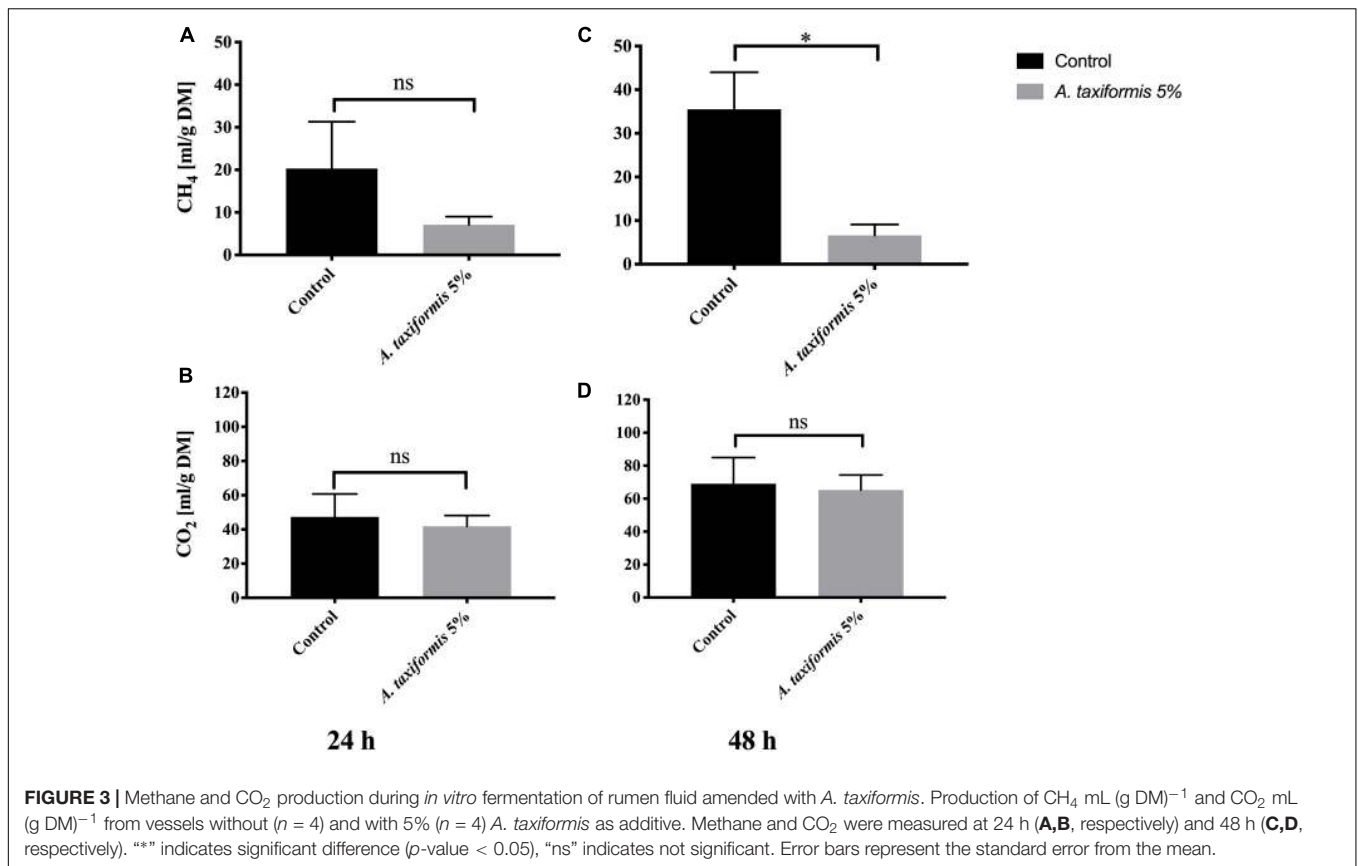 A
50
40
30
20
10
0
CH₄ [ml/g DM]
ns
Control
A. taxiformis 5%
C
50
40
30
20
10
0
*
Control
A. taxiformis 5%
Control
A. taxiformis 5%
B
120
100
80
60
40
20
0
CO₂ [ml/g DM]
ns
Control
A. taxiformis 5%
D
120
100
80
60
40
20
0
ns
Control
A. taxiformis 5%
24 h
48 h
FIGURE 3 | Methane and CO₂ production during in vitro fermentation of rumen fluid amended with A. taxiformis. Production of CH₄ mL (g DM)⁻¹ and CO₂ mL
(g DM)⁻¹ from vessels without (n = 4) and with 5% (n = 4) A. taxiformis as additive. Methane and CO₂ were measured at 24 h (A,B, respectively) and 48 h (C,D,
respectively). “*” indicates significant difference (p-value < 0.05), “ns” indicates not significant. Error bars represent the standard error from the mean.